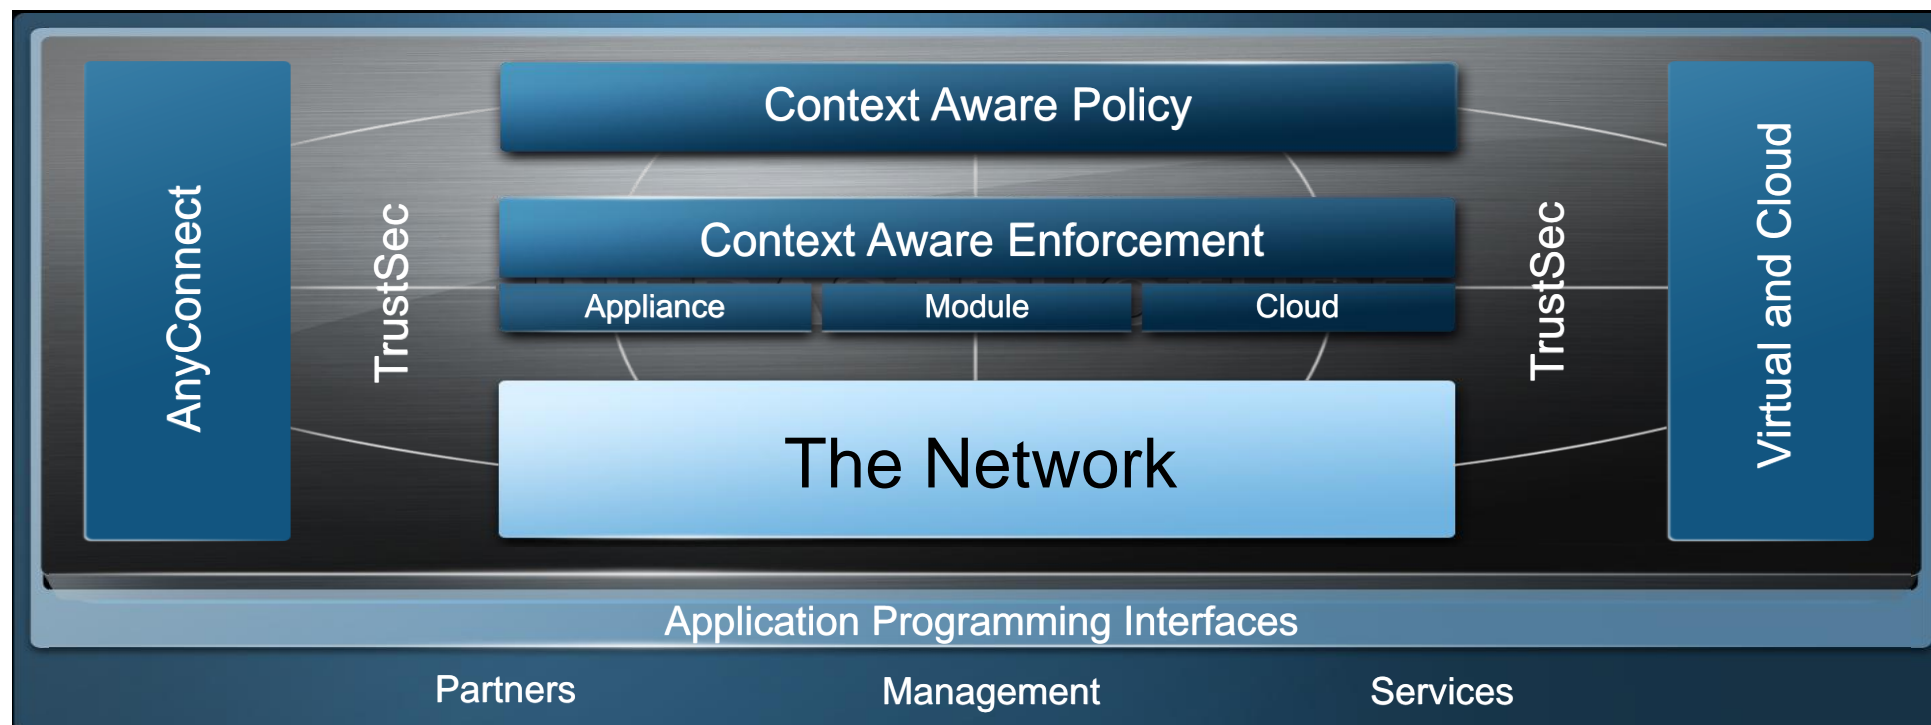 Context Aware Policy
AnyConnect
TrustSec
Context Aware Enforcement
Appliance
Module
Cloud
TrustSec
Virtual and Cloud
The Network
Application Programming Interfaces
Partners
Management
Services